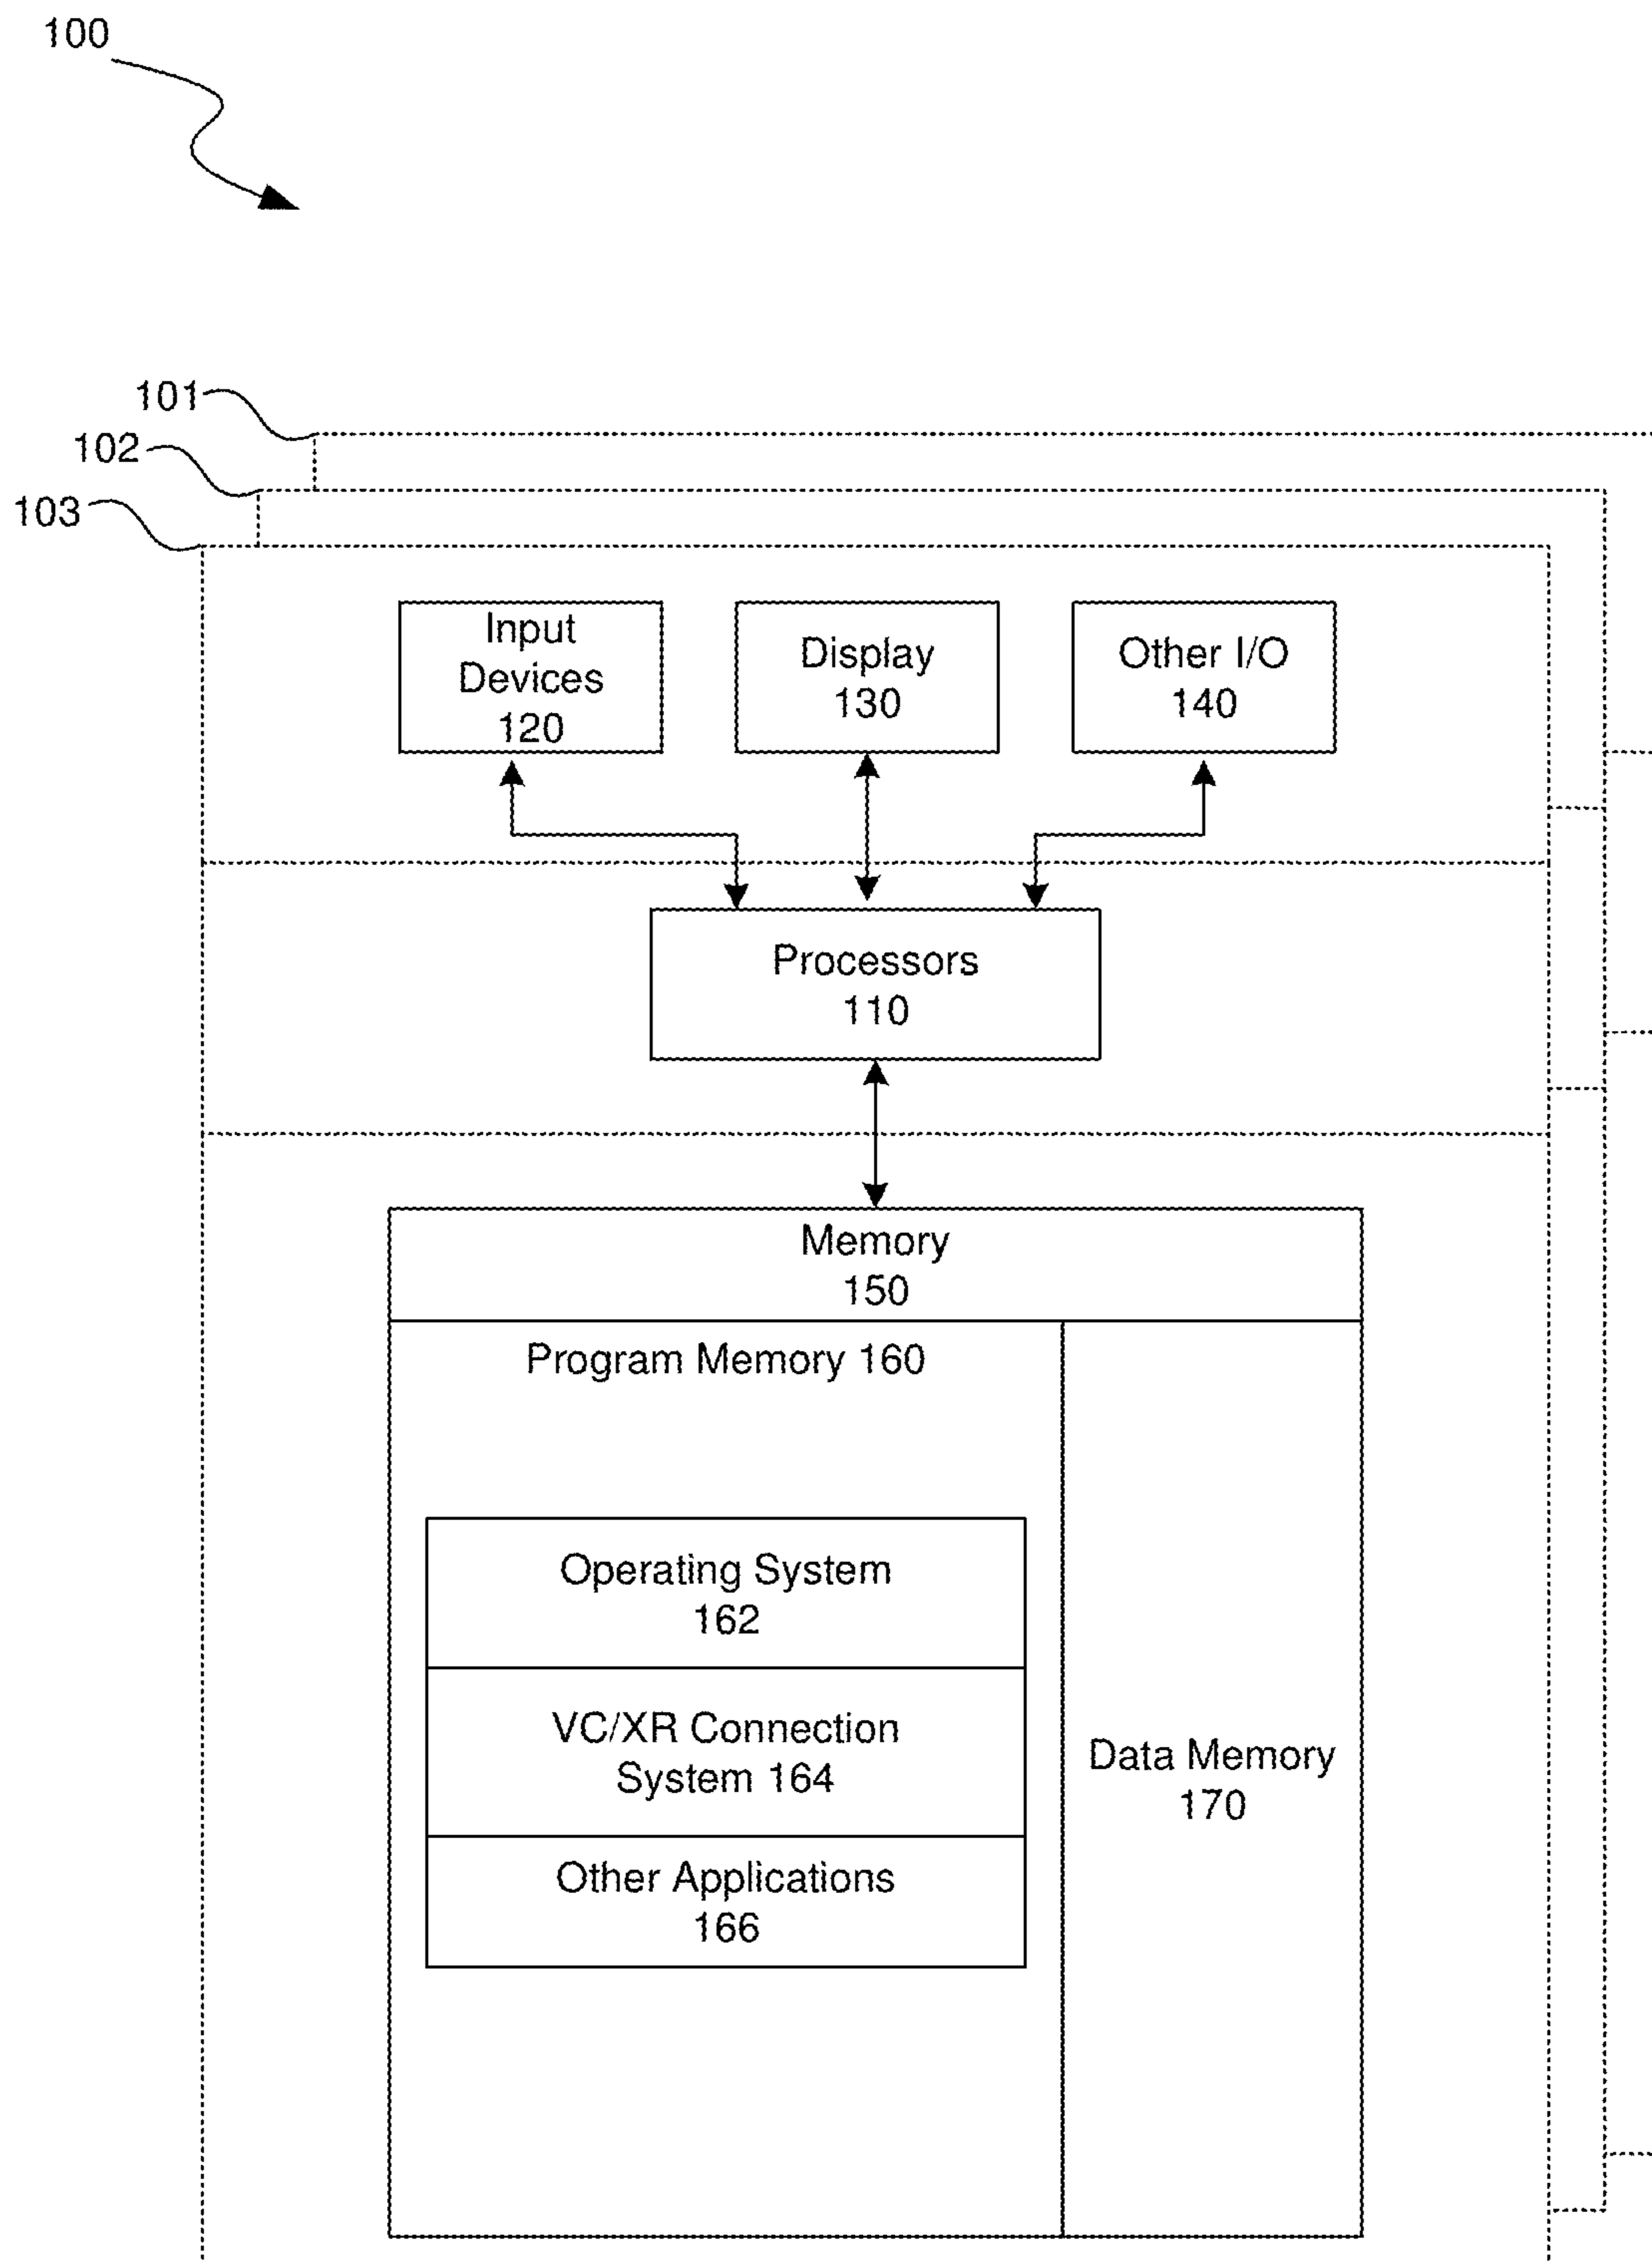 100
101
102
103
Input
Devices
120
Display
130
Other I/O
140
Processors
110
Memory
150
Program Memory 160
Operating System
162
VC/XR Connection
System 164
Other Applications
166
Data Memory
170